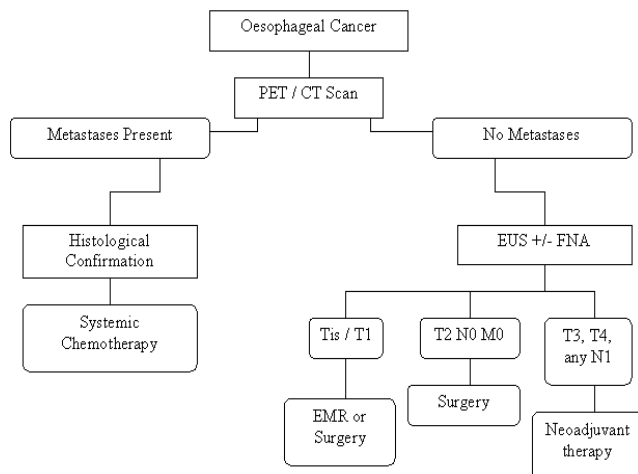 Oesophageal Cancer
PET / CT Scan
Metastases Present
No Metastases
Histological
Confirmation
EUS +/- FNA
Systemic
Chemotherapy
Tis / T1
T2 N0 M0
T3, T4,
any N1
EMR or
Surgery
Surgery
Neoadjuvant
therapy